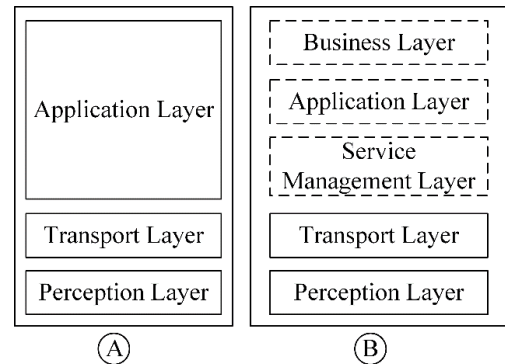 Application Layer
Transport Layer
Perception Layer
A
Business Layer
Application Layer
Service
Management Layer
Transport Layer
Perception Layer
B